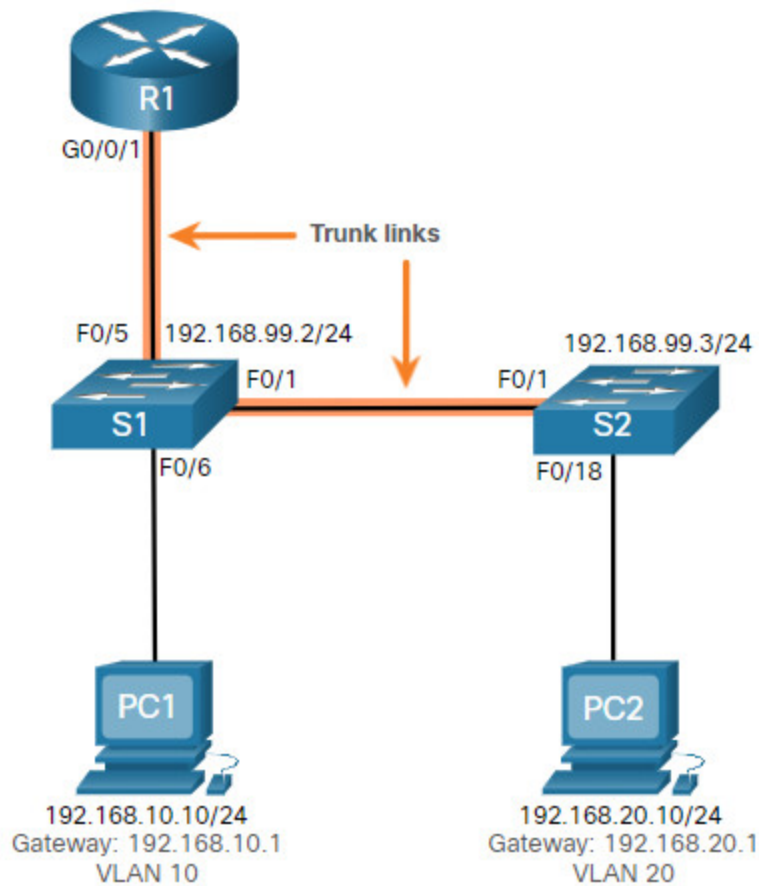 R1
G0/0/1
Trunk links
F0/5
192.168.99.2/24
192.168.99.3/24
F0/1
F0/1
S1
S2
F0/6
F0/18
PC1
PC2
192.168.10.10/24
Gateway: 192.168.10.1
VLAN 10
192.168.20.10/24
Gateway: 192.168.20.1
VLAN 20